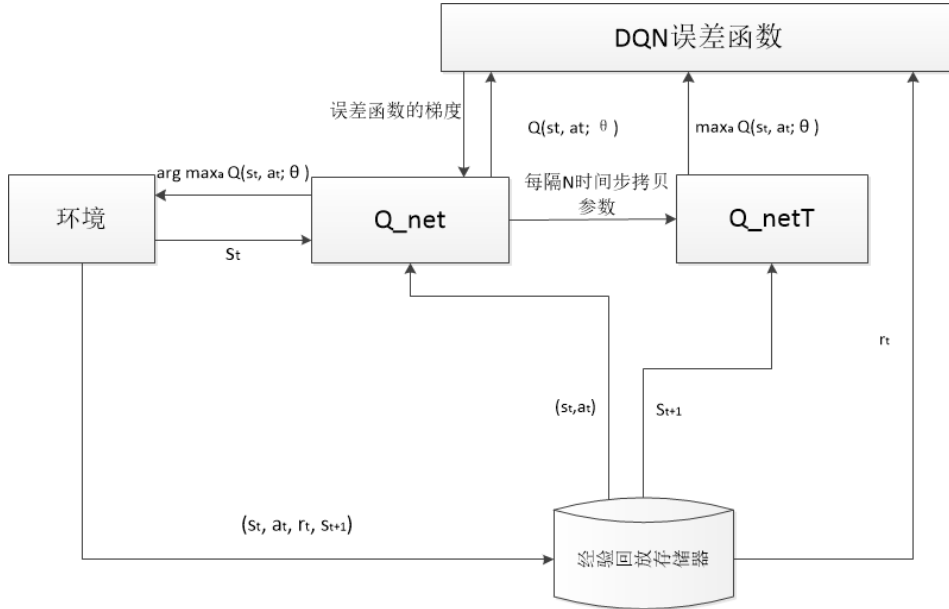 DQN误差函数
误差函数的梯度
Q(st, at; θ)
maxₐ Q(sₜ, aₜ; θ)
arg maxₐ Q(sₜ, aₜ; θ)
环境
Q_net
每隔N时间步拷贝
参数
Q_netT
Sₜ
rₜ
(sₜ,aₜ)
Sₜ₊₁
(sₜ, aₜ, rₜ, sₜ₊₁)
经验回放存储器